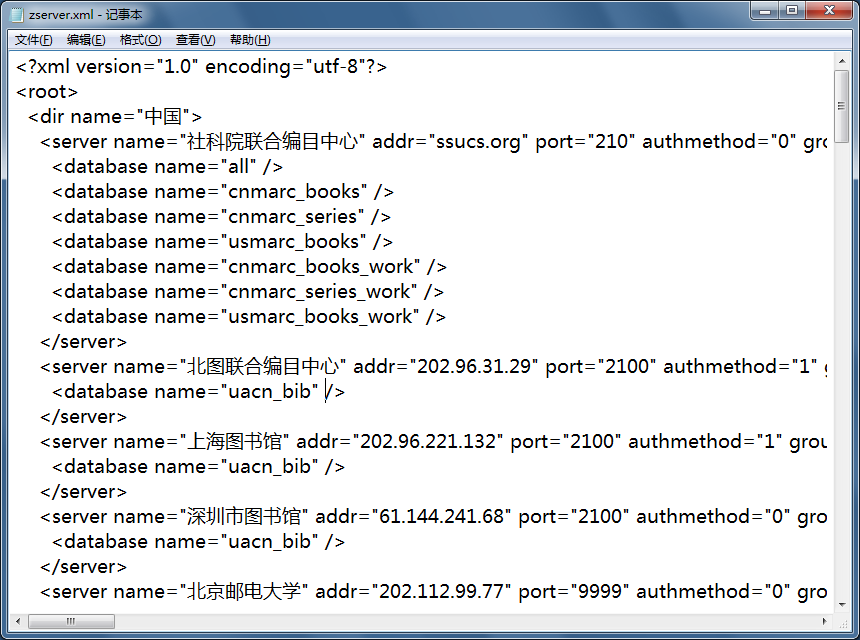 zserver.xml - 记事本
文件(F) 编辑(E) 格式(O) 查看(V) 帮助(H)
<?xml version="1.0" encoding="utf-8"?>
<root>
<dir name="中国">
<server name="社科院联合编目中心" addr="ssucs.org" port="210" authmethod="0" gro
<database name="all" />
<database name="cnmarc_books" />
<database name="cnmarc_series" />
<database name="usmarc_books" />
<database name="cnmarc_books_work" />
<database name="cnmarc_series_work" />
<database name="usmarc_books_work" />
</server>
<server name="北图联合编目中心" addr="202.96.31.29" port="2100" authmethod="1" g
<database name="uacn_bib" />
</server>
<server name="上海图书馆" addr="202.96.221.132" port="2100" authmethod="1" grou
<database name="uacn_bib" />
</server>
<server name="深圳市图书馆" addr="61.144.241.68" port="2100" authmethod="0" gro
<database name="uacn_bib" />
</server>
<server name="北京邮电大学" addr="202.112.99.77" port="9999" authmethod="0" gro